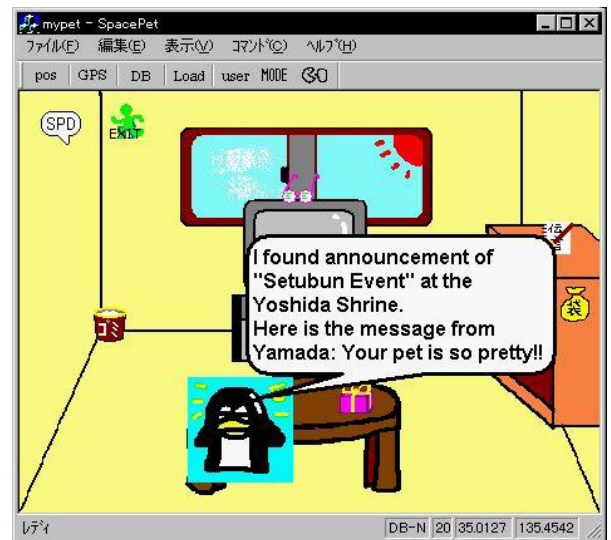 mypet - SpacePet
ファイル(F) 編集(E) 表示(V) コマンド(C) ヘルプ(H)
pos GPS DB Load user MODE
SPD
EXIT
I found announcement of
"Setubun Event" at the
Yoshida Shrine.
Here is the message from
Yamada: Your pet is so pretty!!
袋
ゴミ
レディ DB-N 20 35.0127 135.4542